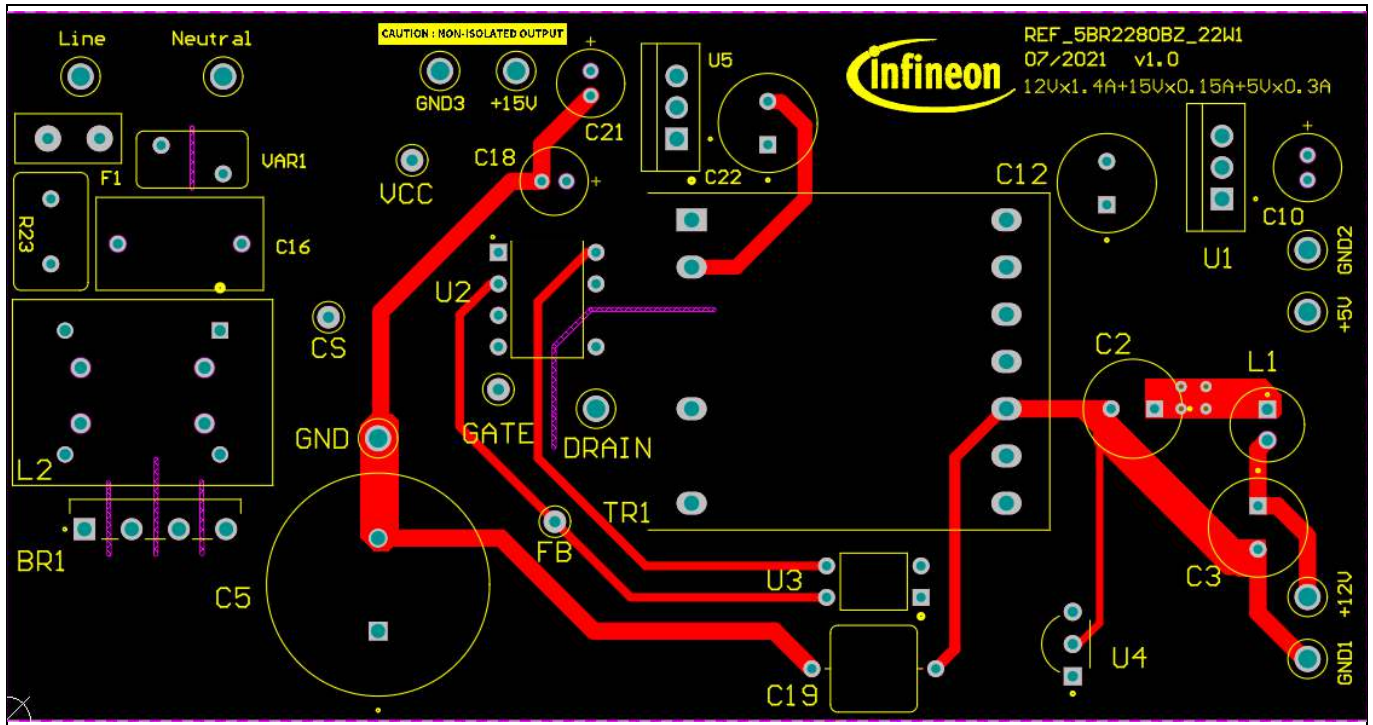 Line
Neutral
CAUTION : NON-ISOLATED OUTPUT
GND3
+15V
+
C21
U5
infineon
REF_5BR2280BZ_22W1
07/2021 v1.0
12Vx1.4A+15Vx0.15A+5Vx0.3A
F1
VAR1
VCC
C18
+
C22
C12
+
C10
U1
GND2
R23
C16
U2
+5V
CS
C2
L1
GND
GATE
DRAIN
L2
TR1
BR1
FB
C5
U3
C3
+12V
C19
U4
GND1